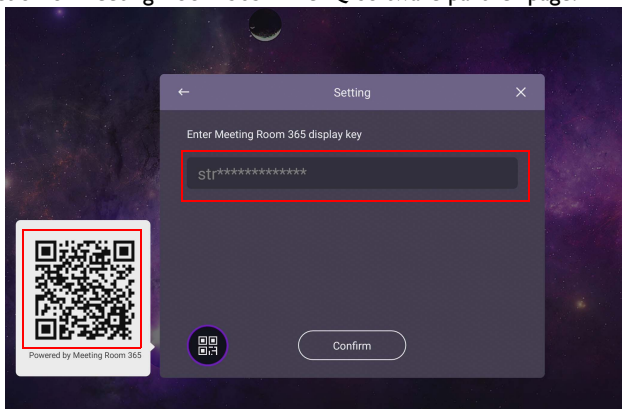 Setting
Enter Meeting Room 365 display key
str*************
Powered by Meeting Room 365
Confirm